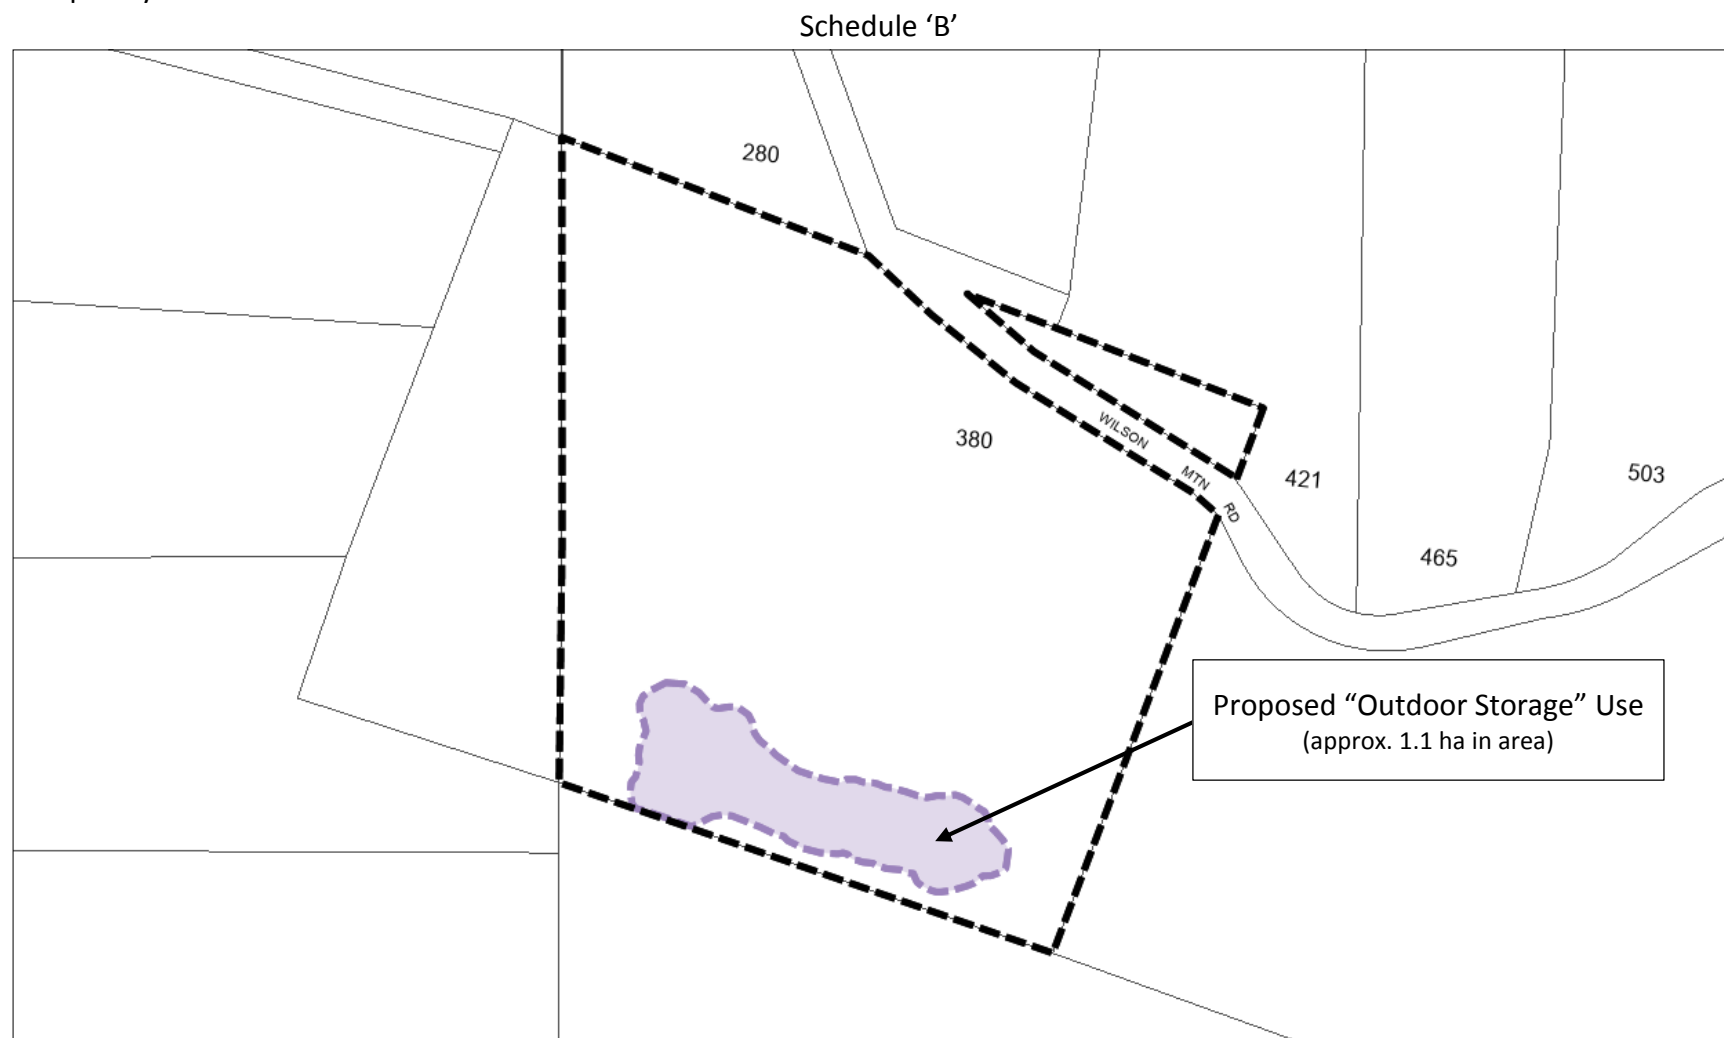 Schedule ‘B’
280
380
WILSON
MTN
RD
421
503
465
Proposed “Outdoor Storage” Use
(approx. 1.1 ha in area)